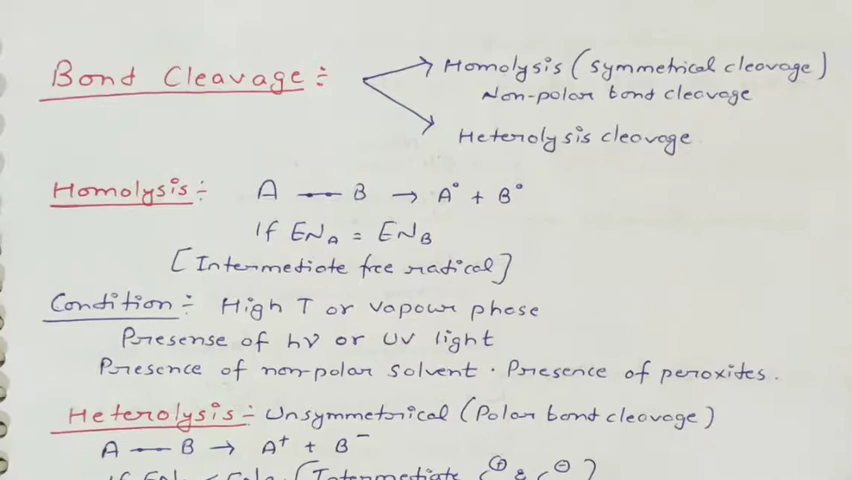 Bond Cleavage :-
Homolysis (Symmetrical cleavage)
Non-polar bond cleavage
Heterolysis cleavage
Homolysis :- A — B → A° + B°
If EN_A = EN_B
[Intermediate free radical]
Condition :- High T or vapour phase
Presense of hν or UV light
Presence of non-polar solvent . Presence of peroxites .
Heterolysis :- Unsymmetrical (Polar bond cleavage)
A — B → A⁺ + B⁻
(Intermediate